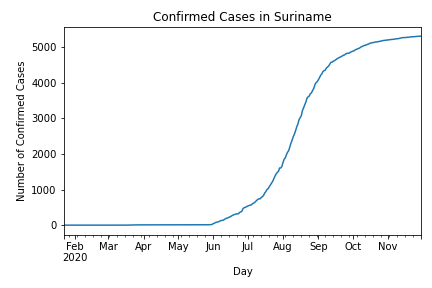 Confirmed Cases in Suriname
Number of Confirmed Cases
5000
4000
3000
2000
1000
0
Feb Mar Apr May Jun Jul Aug Sep Oct Nov
2020
Day